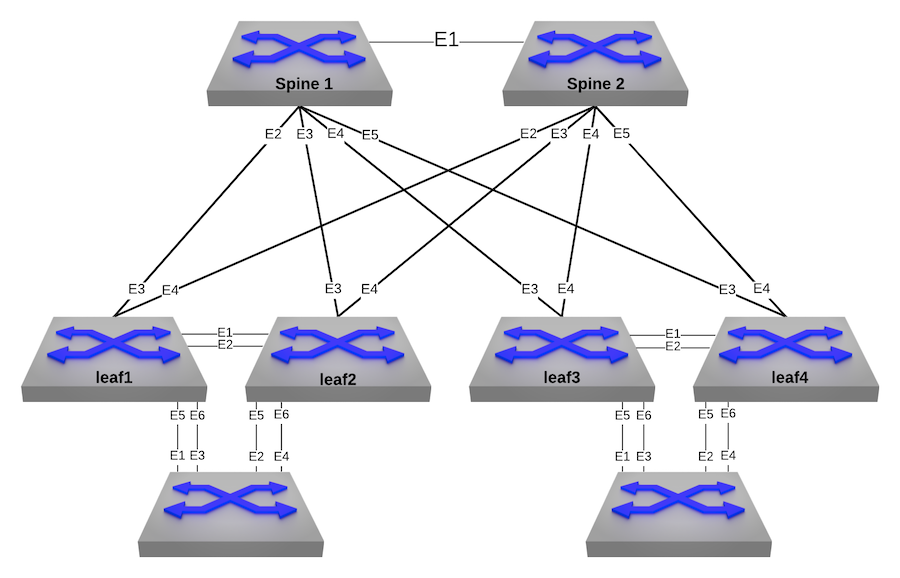 E1
Spine 1 Spine 2
E2 E3 E4 E5 E2 E3 E4 E5
E3 E4 E3 E4 E3 E4 E3 E4
E1 E1
E2 E2
leaf1 leaf2 leaf3 leaf4
E5 E6 E5 E6 E5 E6 E5 E6
E1 E3 E2 E4 E1 E3 E2 E4